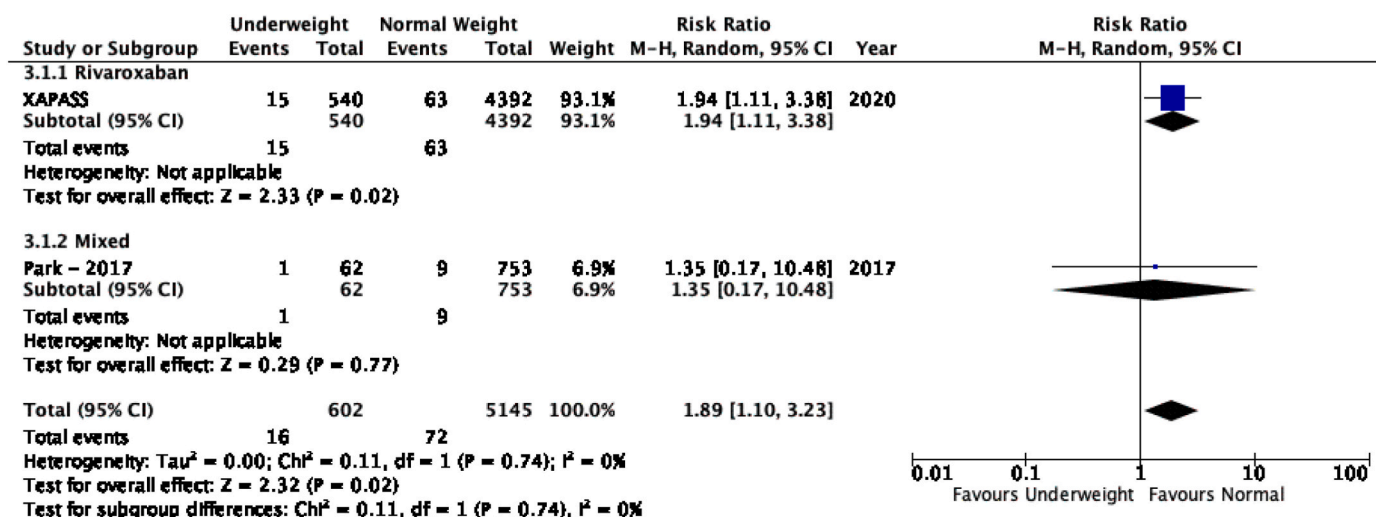 Underweight Normal Weight Risk Ratio Risk Ratio
Study or Subgroup Events Total Events Total Weight M-H, Random, 95% CI Year M-H, Random, 95% CI
3.1.1 Rivaroxaban
XAPASS 15 540 63 4392 93.1% 1.94 [1.11, 3.38] 2020
Subtotal (95% CI) 540 4392 93.1% 1.94 [1.11, 3.38]
Total events 15 63
Heterogeneity: Not applicable
Test for overall effect: Z = 2.33 (P = 0.02)
3.1.2 Mixed
Park – 2017 1 62 9 753 6.9% 1.35 [0.17, 10.48] 2017
Subtotal (95% CI) 62 753 6.9% 1.35 [0.17, 10.48]
Total events 1 9
Heterogeneity: Not applicable
Test for overall effect: Z = 0.29 (P = 0.77)
Total (95% CI) 602 5145 100.0% 1.89 [1.10, 3.23]
Total events 16 72
Heterogeneity: Tau² = 0.00; Chi² = 0.11, df = 1 (P = 0.74); I² = 0%
Test for overall effect: Z = 2.32 (P = 0.02)
Test for subgroup differences: Chi² = 0.11, df = 1 (P = 0.74), I² = 0%
0.01 0.1 1 10 100
Favours Underweight Favours Normal